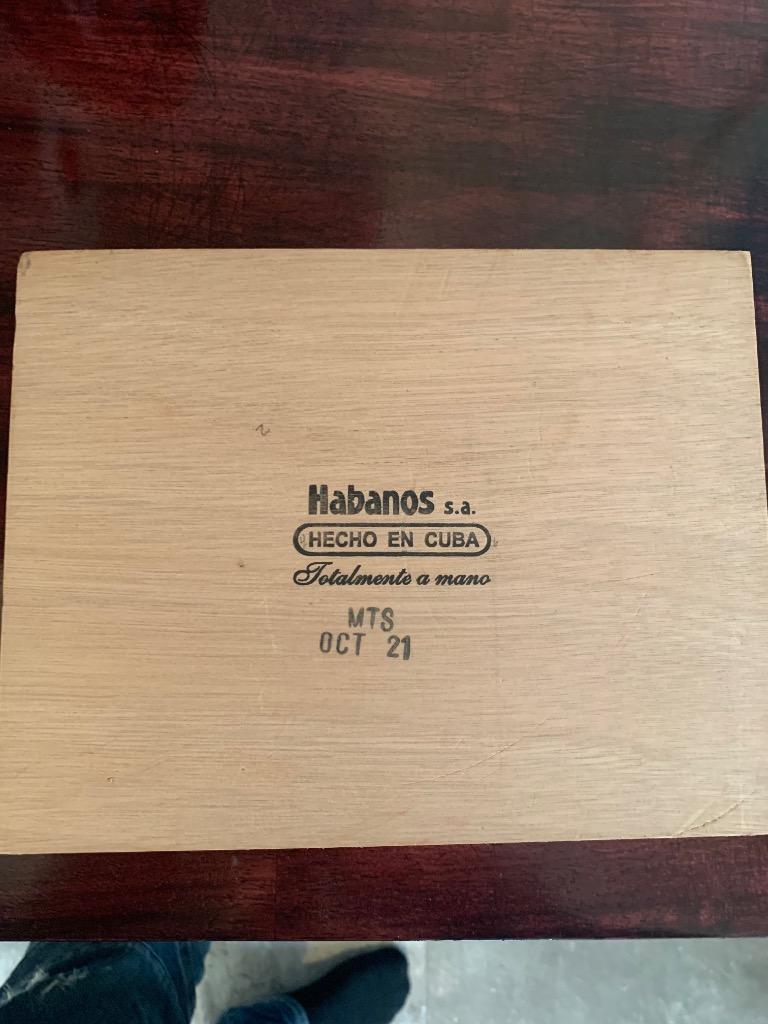 Habanos s.a.
HECHO EN CUBA
Totalmente a mano
MTS
OCT 21